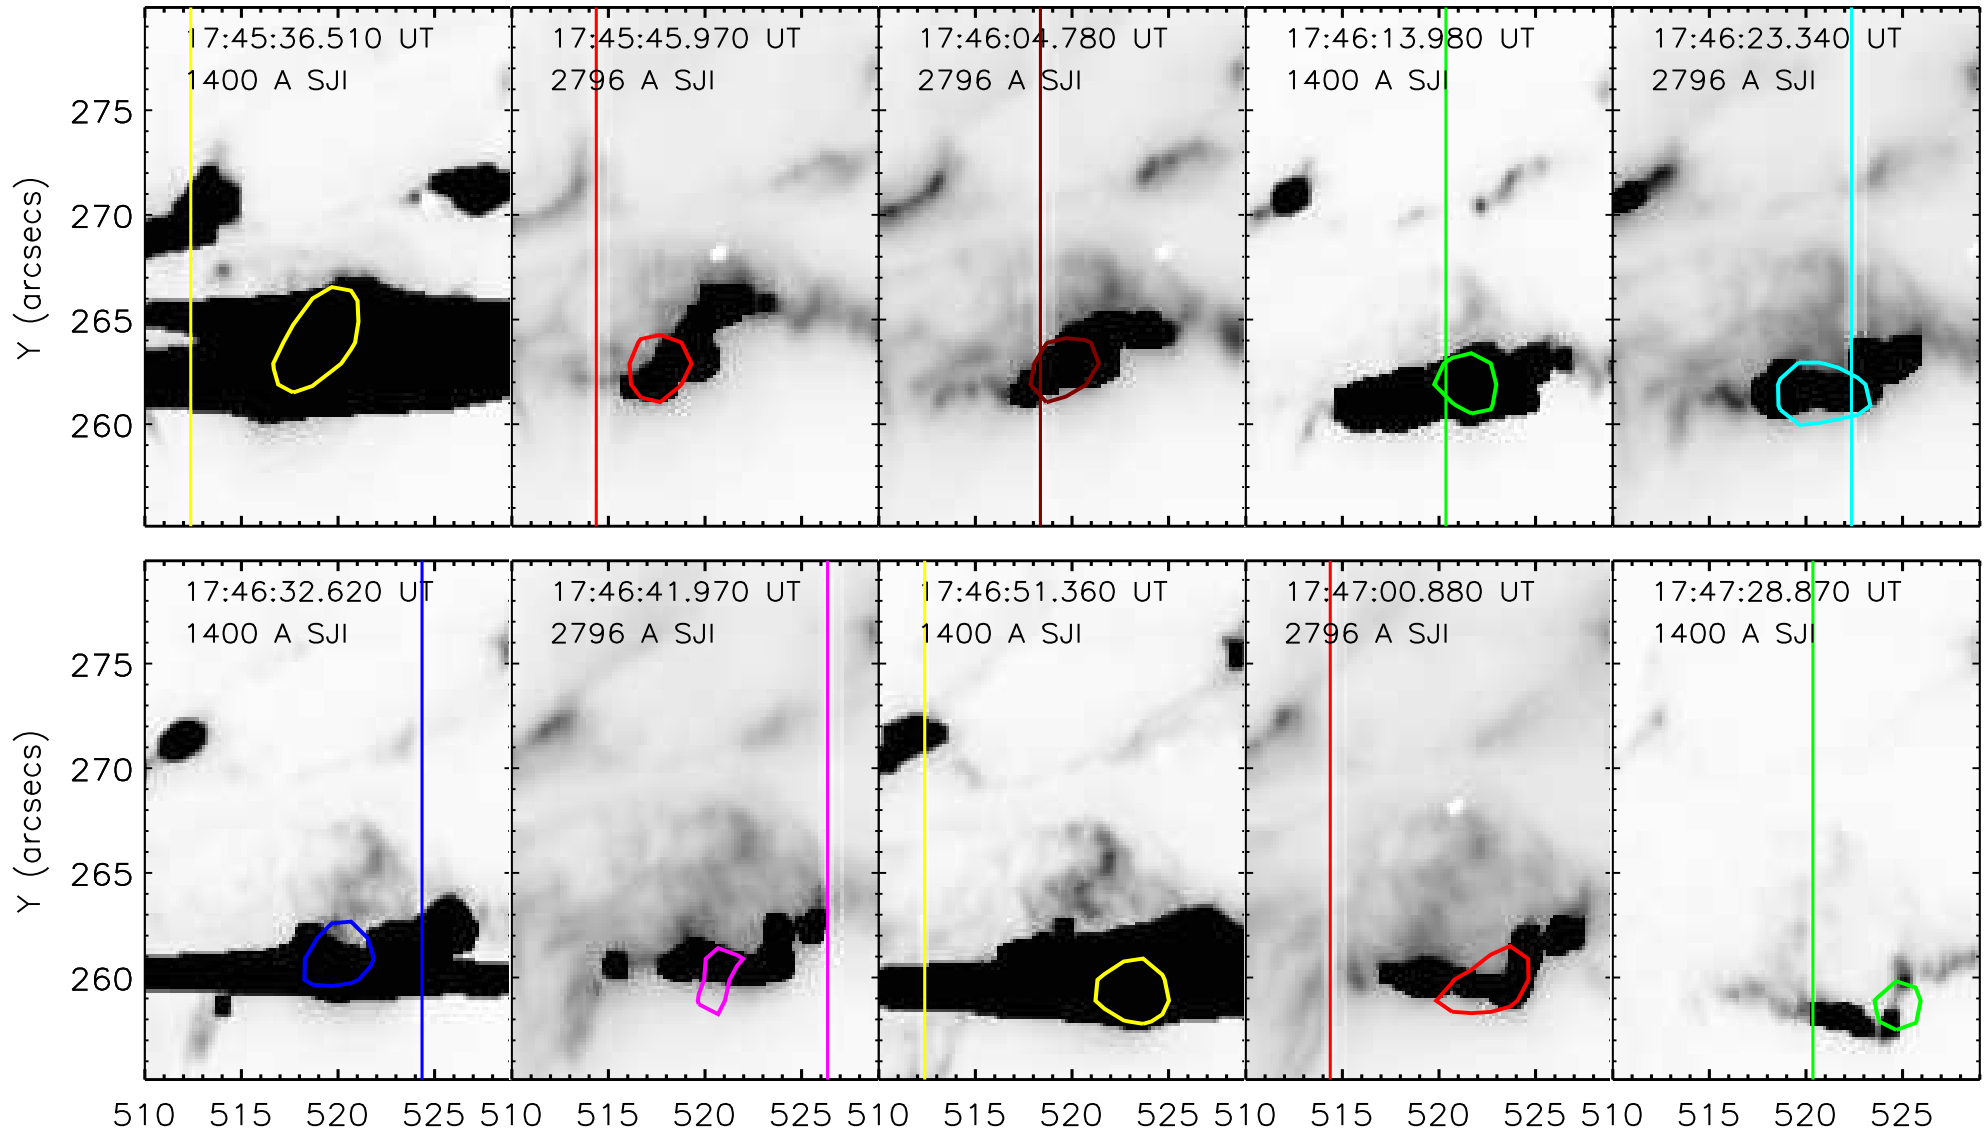 17:45:36.510 UT
1400 A SJI
17:45:45.970 UT
2796 A SJI
17:46:04.780 UT
2796 A SJI
17:46:13.980 UT
1400 A SJI
17:46:23.340 UT
2796 A SJI
275
270
265
260
Y (arcsecs)
17:46:32.620 UT
1400 A SJI
17:46:41.970 UT
2796 A SJI
17:46:51.360 UT
1400 A SJI
17:47:00.880 UT
2796 A SJI
17:47:28.870 UT
1400 A SJI
275
270
265
260
Y (arcsecs)
510 515 520 525 510 515 520 525 510 515 520 525 510 515 520 525 510 515 520 525